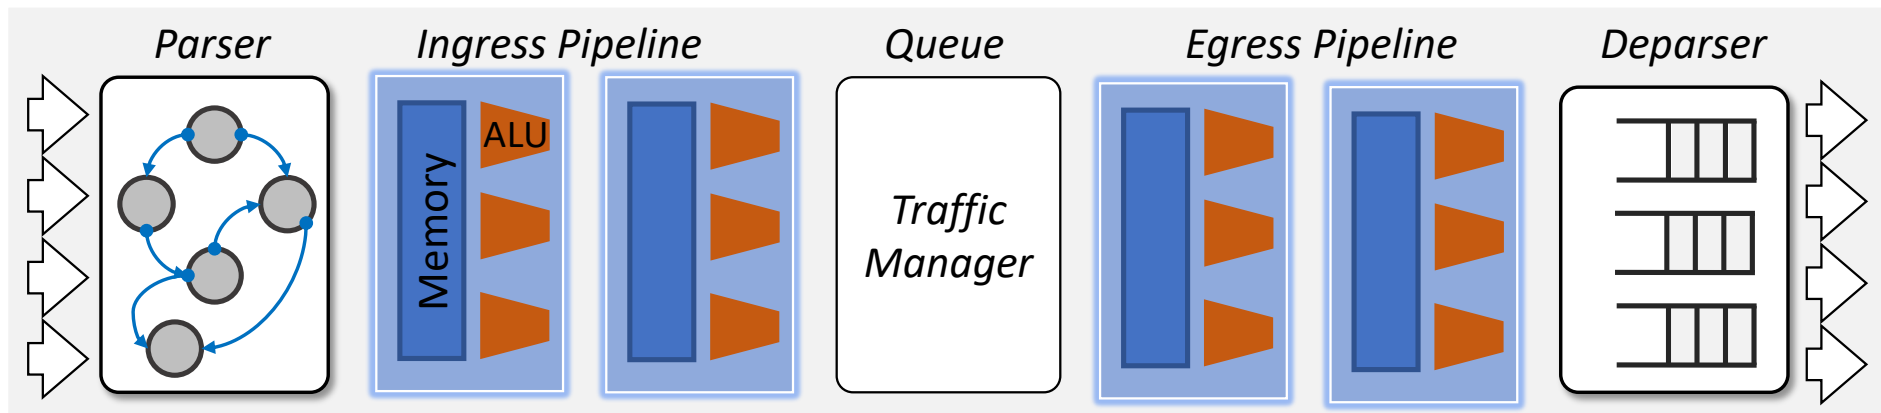 Parser
Ingress Pipeline
Queue
Egress Pipeline
Deparser
Memory
ALU
Traffic
Manager